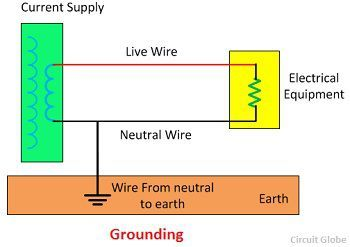 Current Supply
Live Wire
Electrical
Equipment
Neutral Wire
Wire From neutral
to earth
Earth
Grounding
Circuit Globe